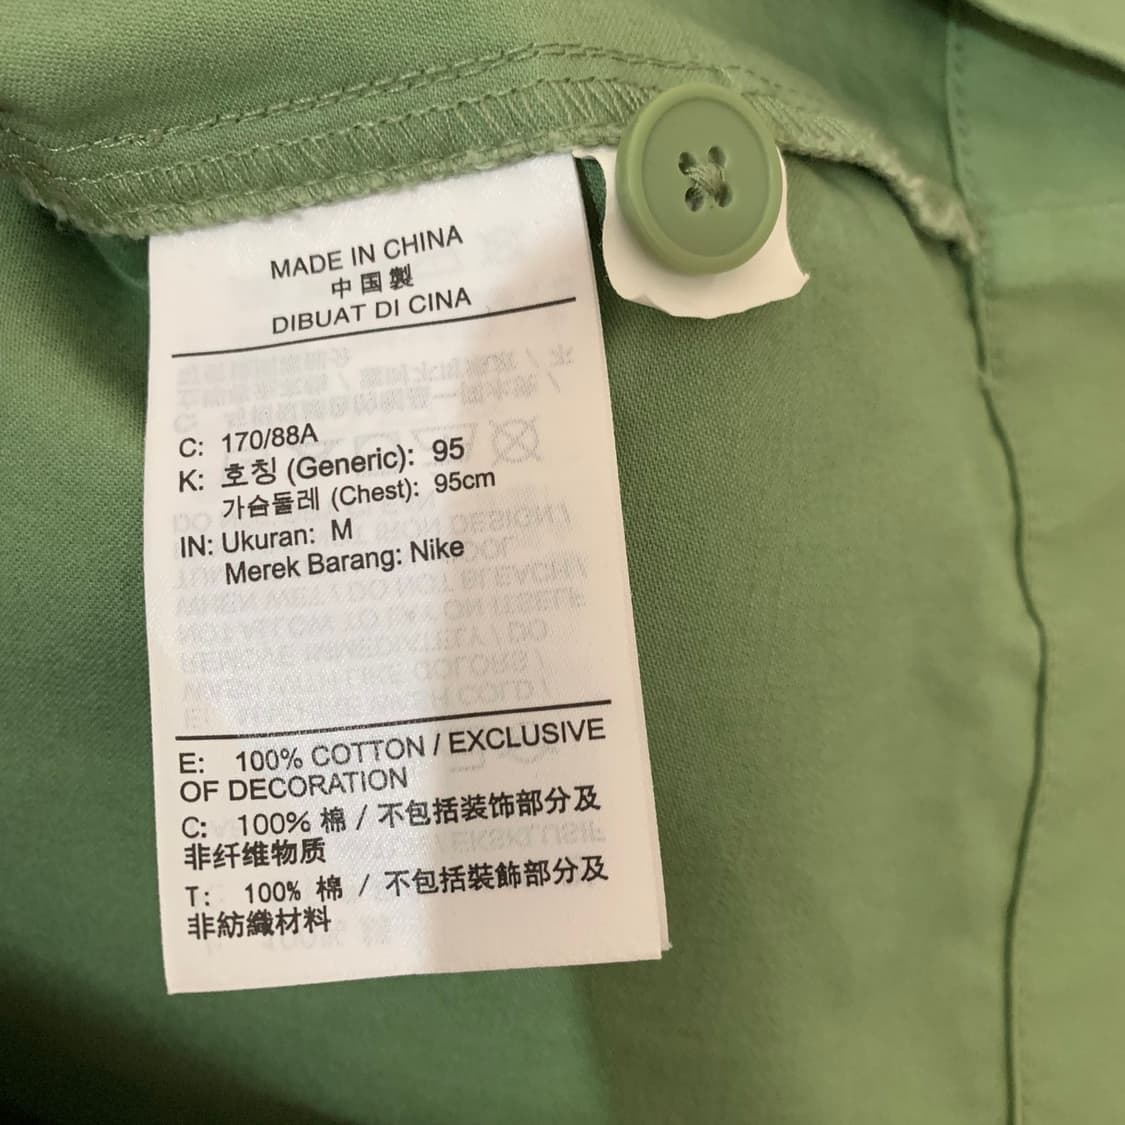 MADE IN CHINA
中国製
DIBUAT DI CINA
C: 170/88A
K: 호칭 (Generic): 95
가슴둘레 (Chest): 95cm
IN: Ukuran: M
Merek Barang: Nike
E: 100% COTTON / EXCLUSIVE
OF DECORATION
C: 100% 棉 / 不包括装饰部分及
非纤维物质
T: 100% 棉 / 不包括裝飾部分及
非紡織材料